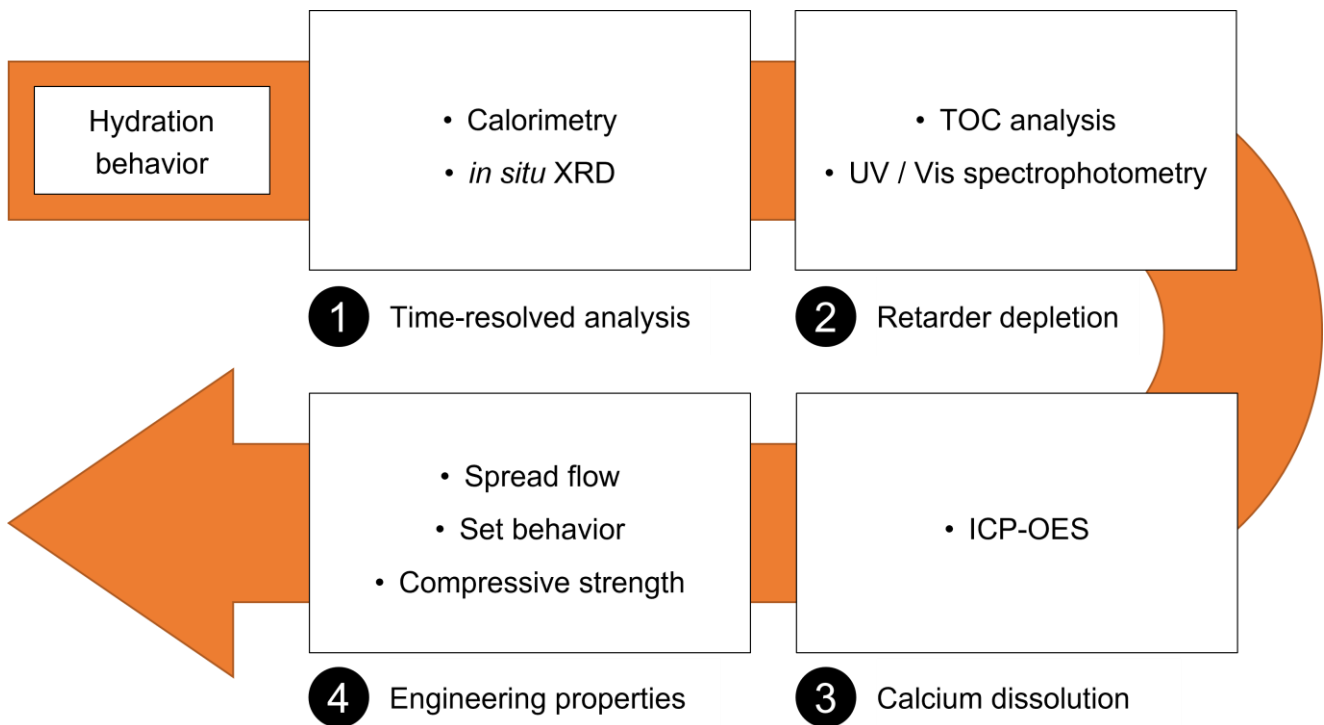 Hydration
behavior
• Calorimetry
• in situ XRD
1 Time-resolved analysis
• TOC analysis
• UV / Vis spectrophotometry
2 Retarder depletion
• ICP-OES
3 Calcium dissolution
• Spread flow
• Set behavior
• Compressive strength
4 Engineering properties